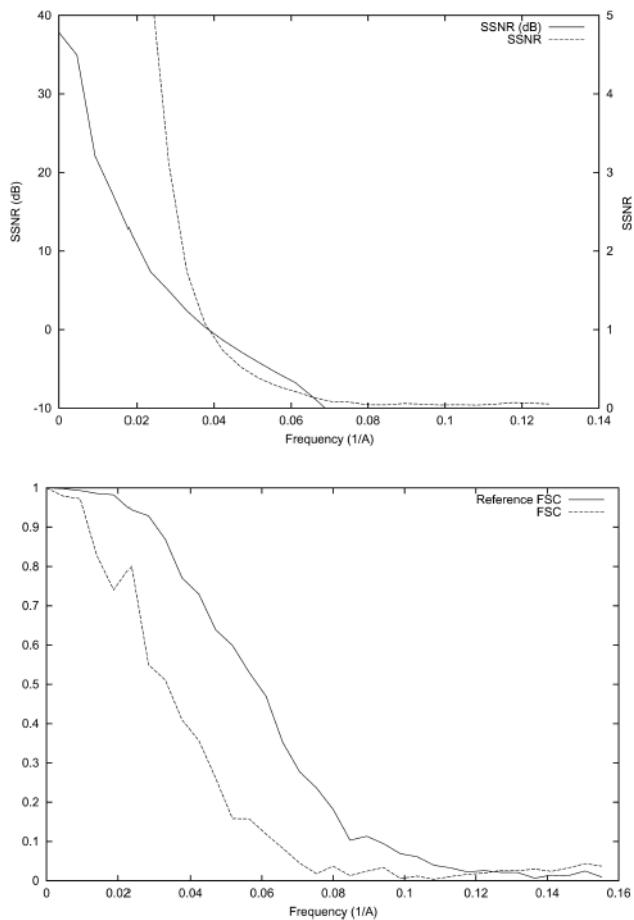 40
30
20
10
0
-10
SSNR (dB)
SSNR (dB)
SSNR
5
4
3
2
1
0
SSNR
0 0.02 0.04 0.06 0.08 0.1 0.12 0.14
Frequency (1/A)
1
0.9
0.8
0.7
0.6
0.5
0.4
0.3
0.2
0.1
0
Reference FSC
FSC
0 0.02 0.04 0.06 0.08 0.1 0.12 0.14 0.16
Frequency (1/A)